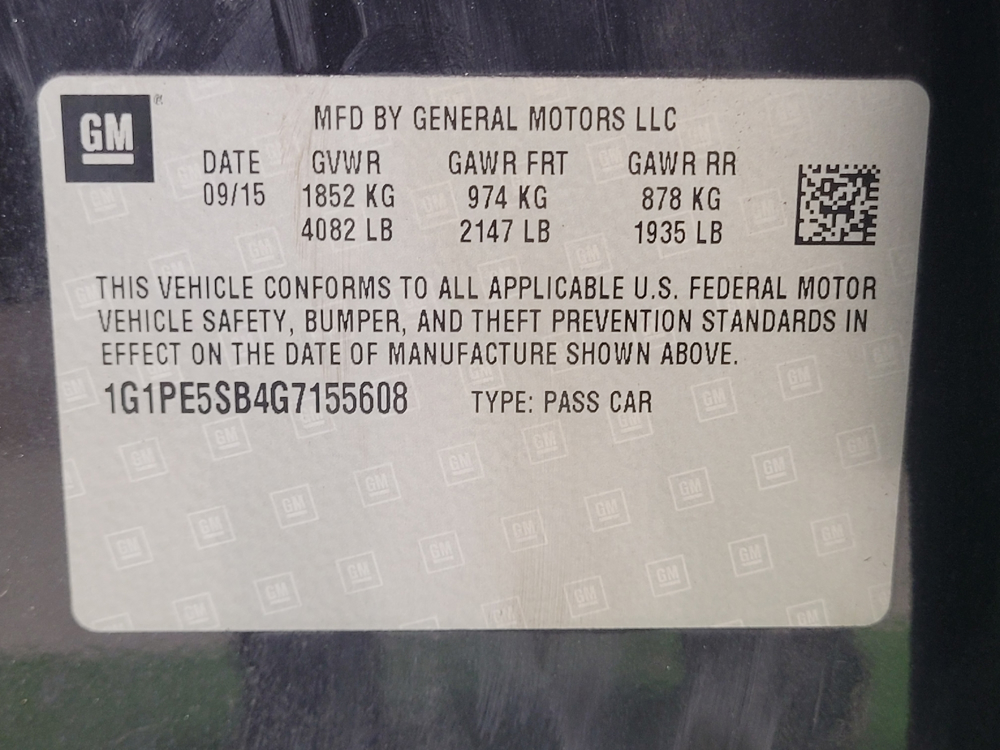 GM
MFD BY GENERAL MOTORS LLC
DATE GVWR GAWR FRT GAWR RR
09/15 1852 KG 974 KG 878 KG
4082 LB 2147 LB 1935 LB
THIS VEHICLE CONFORMS TO ALL APPLICABLE U.S. FEDERAL MOTOR
VEHICLE SAFETY, BUMPER, AND THEFT PREVENTION STANDARDS IN
EFFECT ON THE DATE OF MANUFACTURE SHOWN ABOVE.
1G1PE5SB4G7155608 TYPE: PASS CAR